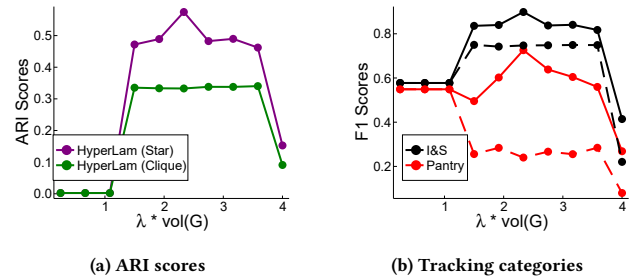 ARI Scores
0.5
0.4
0.3
0.2
0.1
0.0
HyperLam (Star)
HyperLam (Clique)
1 2 3 4
λ * vol(G)
(a) ARI scores
F1 Scores
0.8
0.6
0.4
0.2
I&S
Pantry
1 2 3 4
λ * vol(G)
(b) Tracking categories